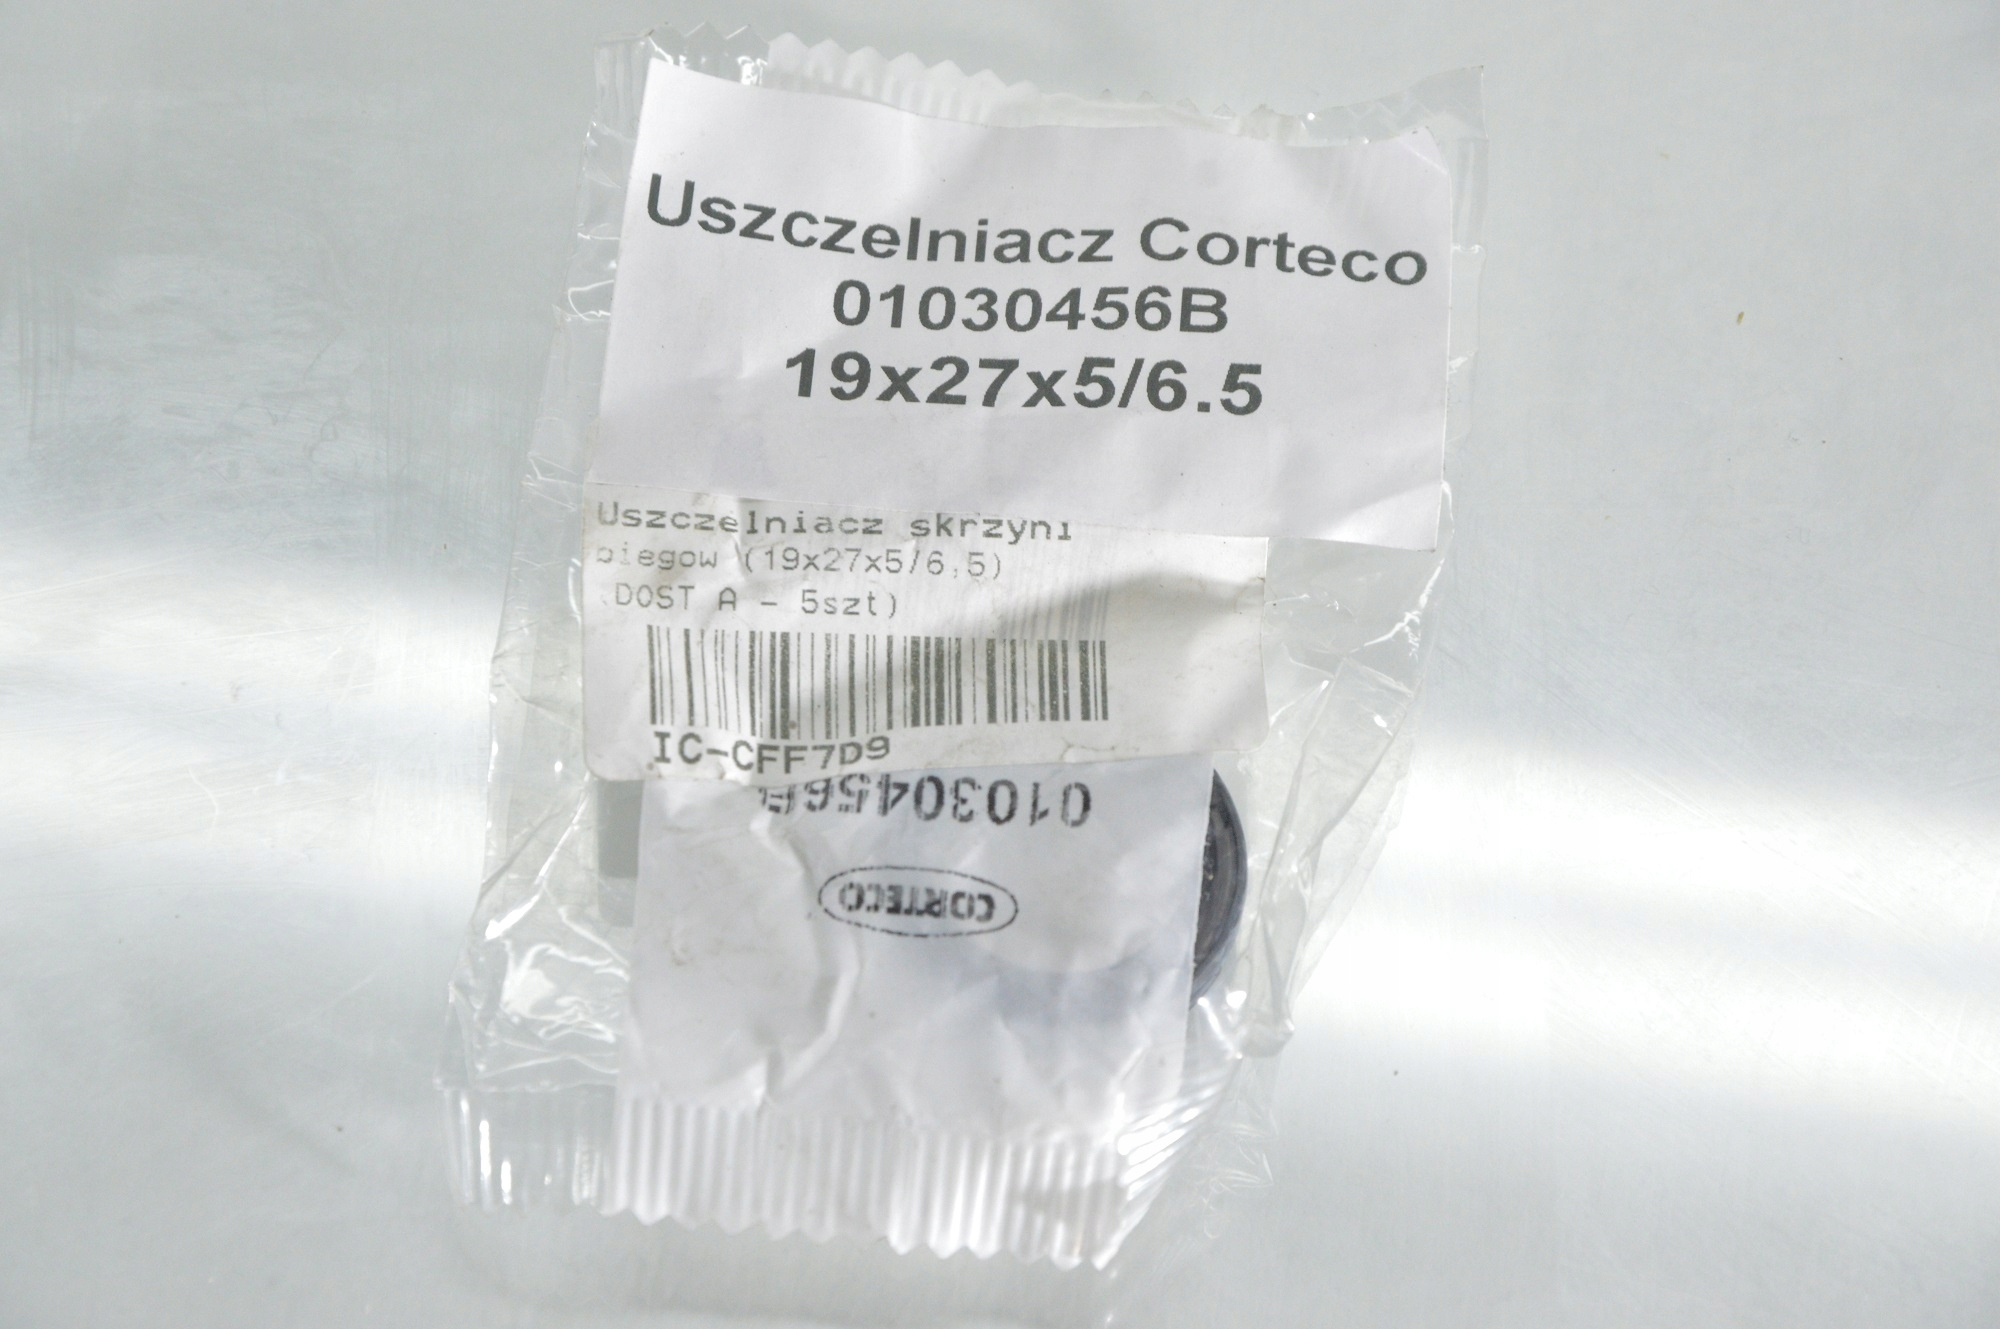 Uszczelniacz Corteco
01030456B
19x27x5/6.5
Uszczelniacz skrzyni
biegow (19x27x5/6,5)
(DOST A - 5szt)
IC-CFF7D9
01030456B
CORTECO